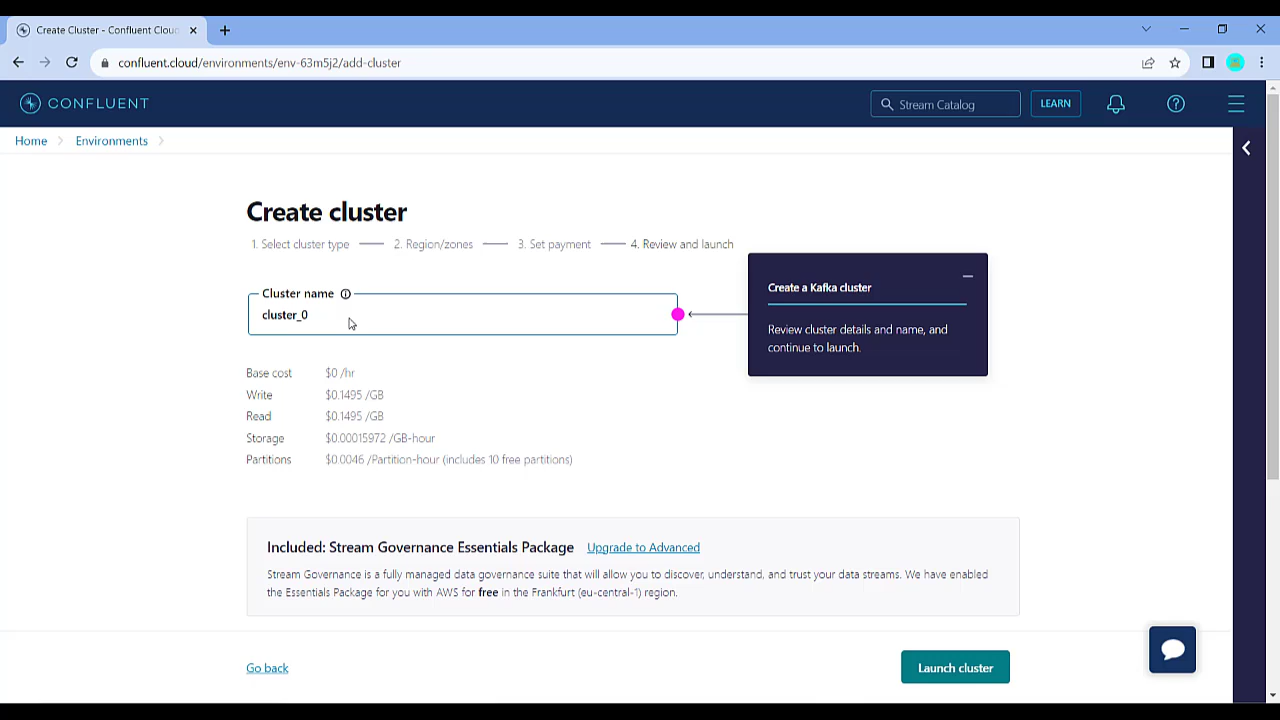 Create Cluster - Confluent Cloud
confluent.cloud/environments/env-63m5j2/add-cluster
CONFLUENT
Stream Catalog
LEARN
Home
Environments
Create cluster
1. Select cluster type
2. Region/zones
3. Set payment
4. Review and launch
Cluster name
cluster_0
Create a Kafka cluster
Review cluster details and name, and
continue to launch.
Base cost $0 /hr
Write $0.1495 /GB
Read $0.1495 /GB
Storage $0.00015972 /GB-hour
Partitions $0.0046 /Partition-hour (includes 10 free partitions)
Included: Stream Governance Essentials Package Upgrade to Advanced
Stream Governance is a fully managed data governance suite that will allow you to discover, understand, and trust your data streams. We have enabled
the Essentials Package for you with AWS for free in the Frankfurt (eu-central-1) region.
Go back
Launch cluster